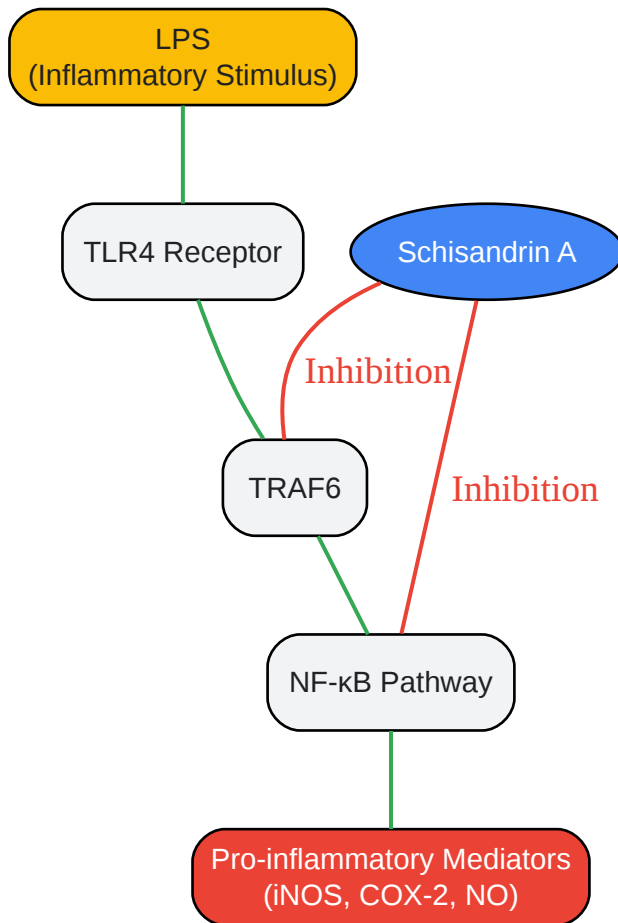 LPS
(Inflammatory Stimulus)
TLR4 Receptor
Schisandrin A
Inhibition
TRAF6
Inhibition
NF-κB Pathway
Pro-inflammatory Mediators
(iNOS, COX-2, NO)